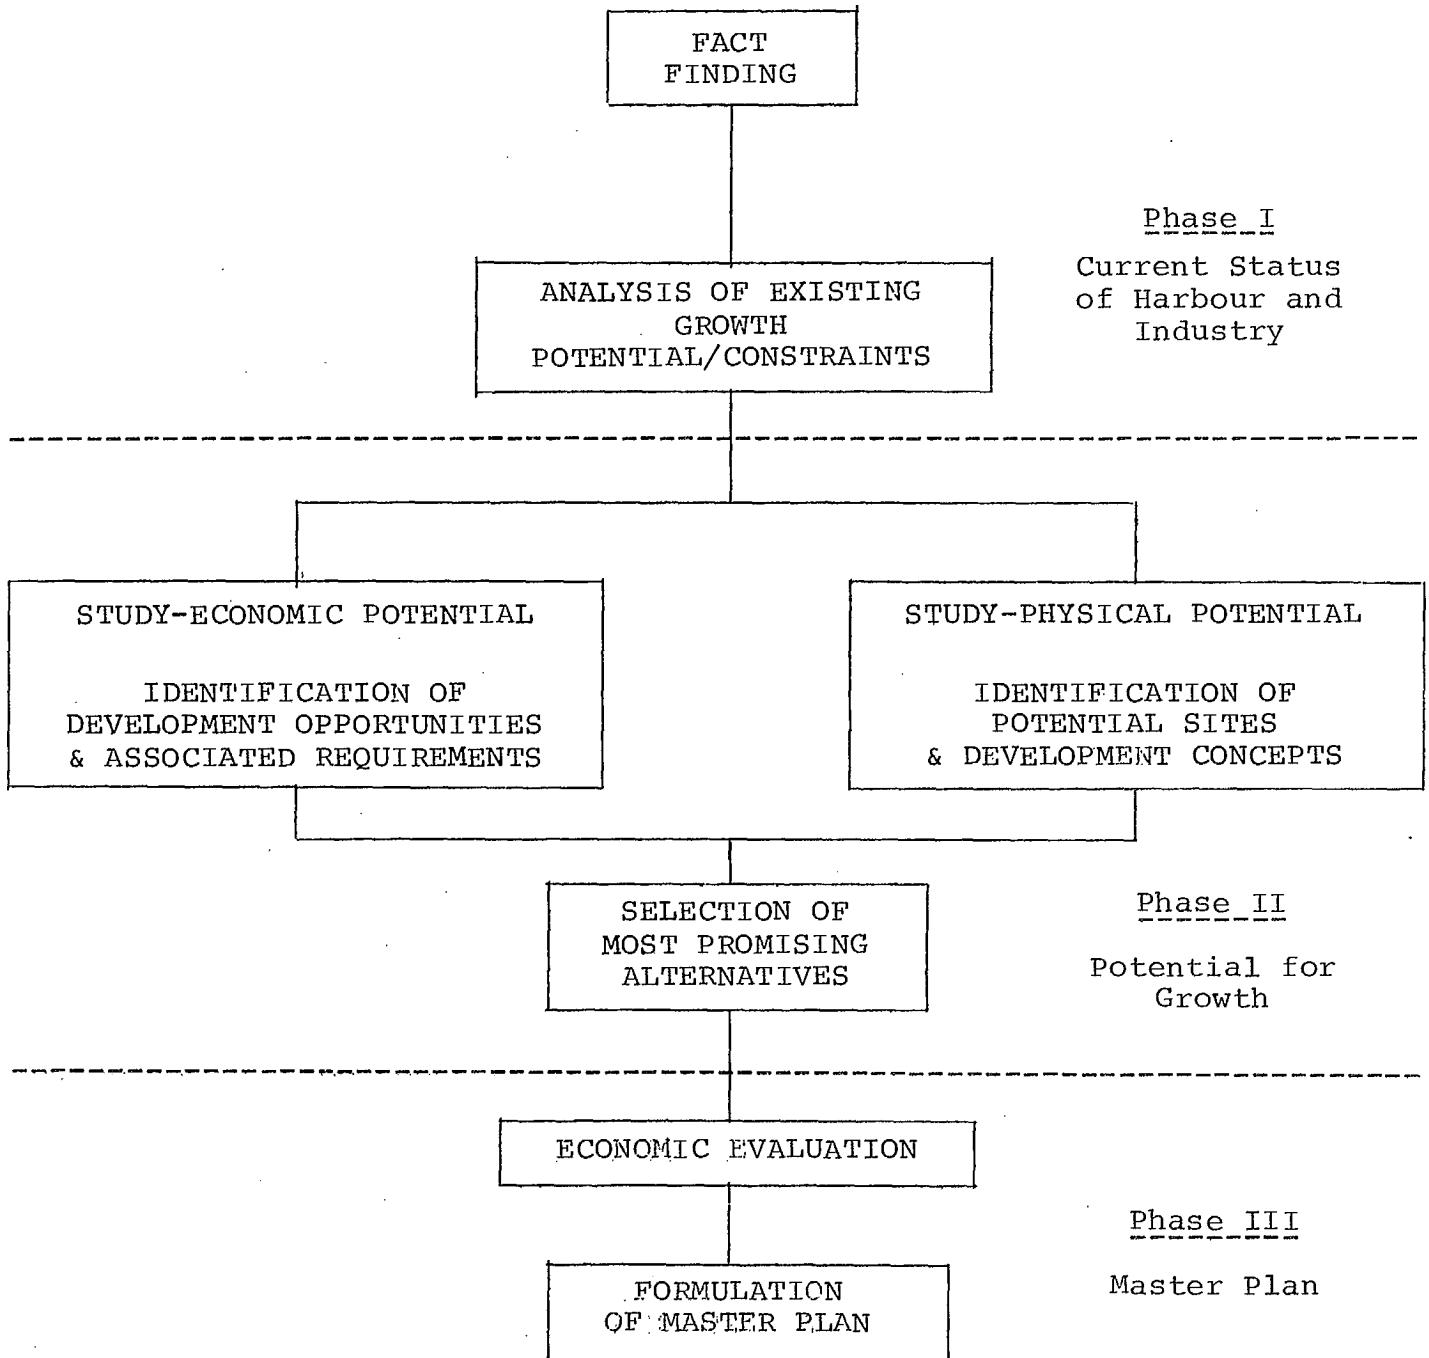 FACT
FINDING
Phase I
Current Status
of Harbour and
Industry
ANALYSIS OF EXISTING
GROWTH
POTENTIAL/CONSTRAINTS
STUDY-ECONOMIC POTENTIAL
IDENTIFICATION OF
DEVELOPMENT OPPORTUNITIES
& ASSOCIATED REQUIREMENTS
STUDY-PHYSICAL POTENTIAL
IDENTIFICATION OF
POTENTIAL SITES
& DEVELOPMENT CONCEPTS
SELECTION OF
MOST PROMISING
ALTERNATIVES
Phase II
Potential for
Growth
ECONOMIC EVALUATION
Phase III
Master Plan
FORMULATION
OF MASTER PLAN